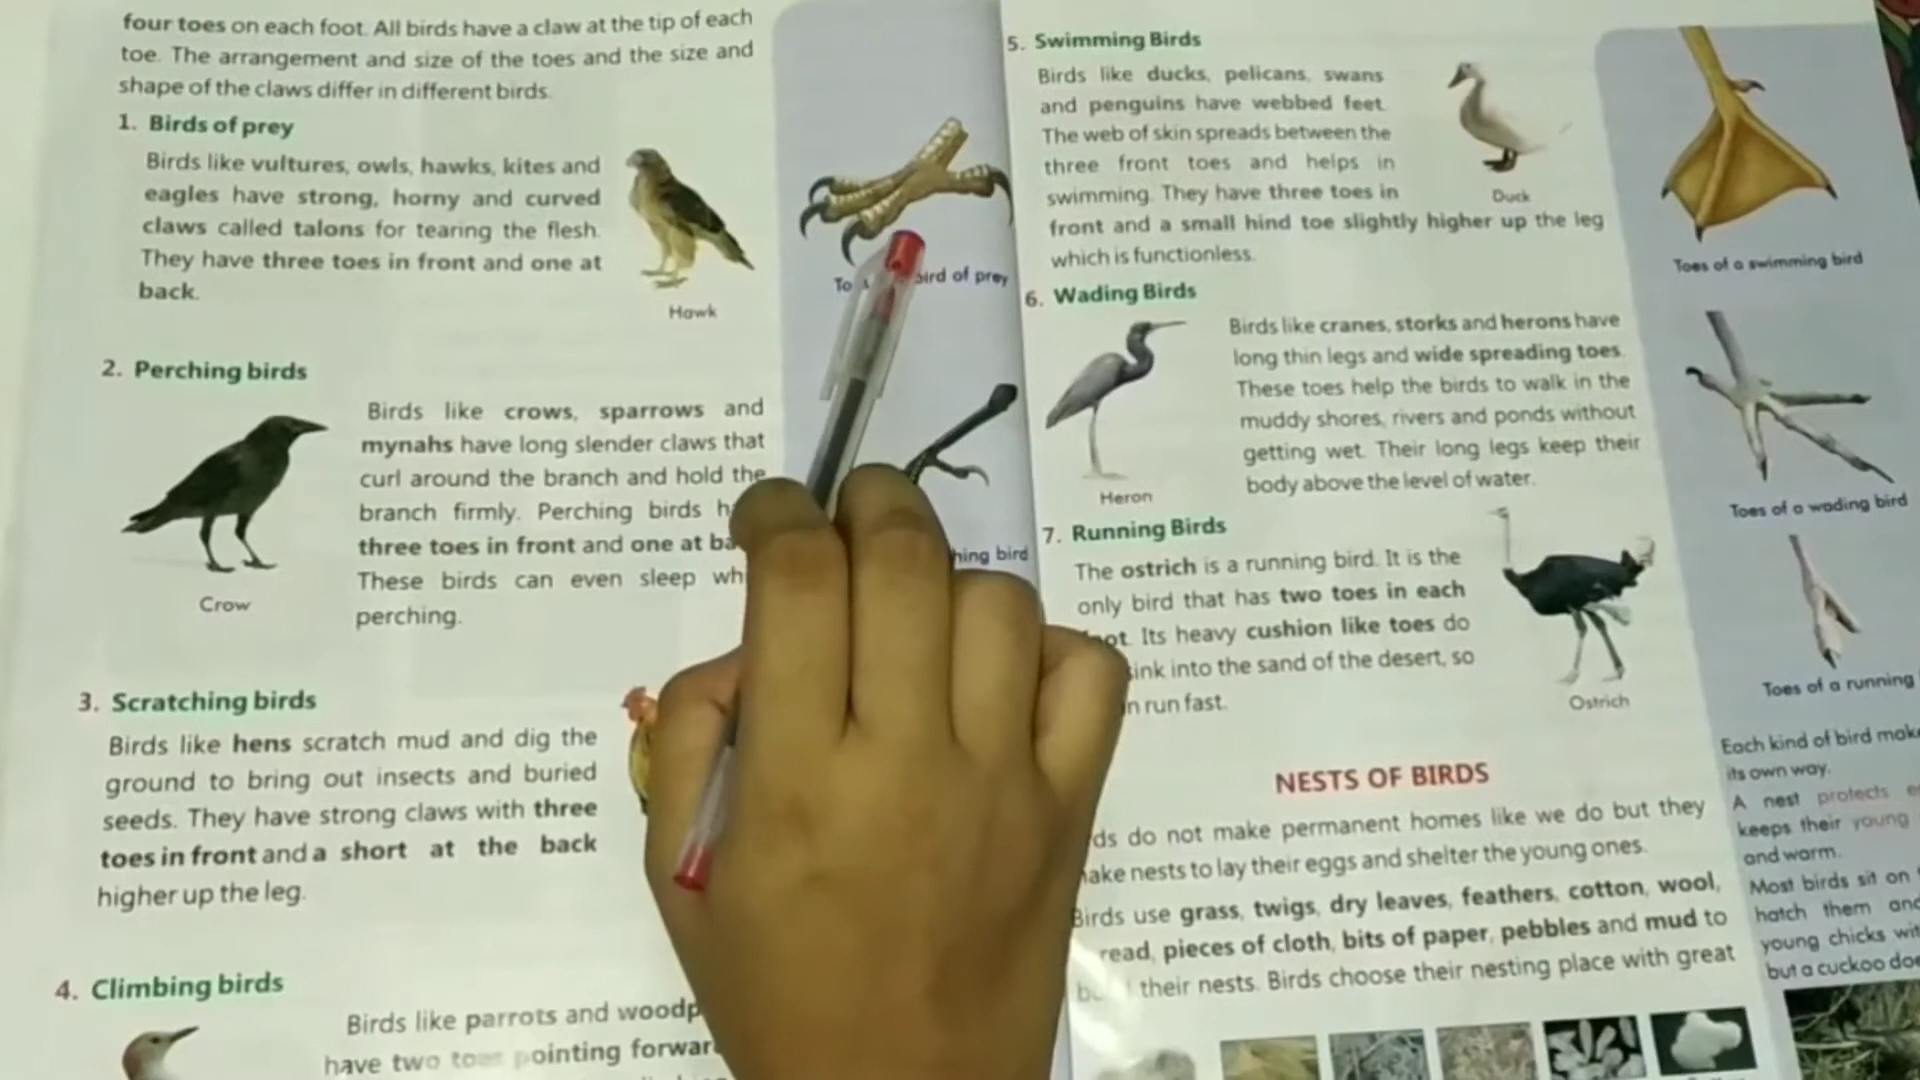 four toes on each foot. All birds have a claw at the tip of each
toe. The arrangement and size of the toes and the size and
shape of the claws differ in different birds.
1. Birds of prey
Birds like vultures, owls, hawks, kites and
eagles have strong, horny and curved
claws called talons for tearing the flesh.
They have three toes in front and one at
back.
Hawk
bird of prey
2. Perching birds
Birds like crows, sparrows and
mynahs have long slender claws that
curl around the branch and hold the
branch firmly. Perching birds
three toes in front and one at
These birds can even sleep
perching.
Crow
bird
3. Scratching birds
Birds like hens scratch mud and dig the
ground to bring out insects and buried
seeds. They have strong claws with three
toes in front and a short at the back
higher up the leg.
4. Climbing birds
Birds like parrots and
have two toes pointing
5. Swimming Birds
Birds like ducks, pelicans, swans
and penguins have webbed feet.
The web of skin spreads between the
three front toes and helps in
swimming. They have three toes in
front and a small hind toe slightly higher up the leg
which is functionless.
Duck
Toes of a swimming bird
6. Wading Birds
Birds like cranes, storks and herons have
long thin legs and wide spreading toes.
These toes help the birds to walk in the
muddy shores, rivers and ponds without
getting wet. Their long legs keep their
body above the level of water.
Heron
Toes of a wading bird
7. Running Birds
The ostrich is a running bird. It is the
only bird that has two toes in each
Its heavy cushion like toes do
into the sand of the desert, so
run fast.
Ostrich
Toes of a running
NESTS OF BIRDS
do not make permanent homes like we do but they
nests to lay their eggs and shelter the young ones.
Birds use grass, twigs, dry leaves, feathers, cotton, wool,
pieces of cloth, bits of paper, pebbles and mud to
their nests. Birds choose their nesting place with great
Each kind of bird
its own way.
A nest protects
keeps their young
and warm.
Most birds sit on
hatch them and
young chicks
but a cuckoo